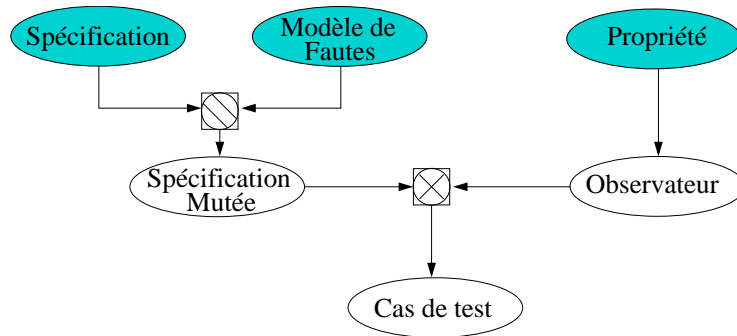 Spécification
Modèle de
Fautes
Propriété
Spécification
Mutée
Observateur
Cas de test